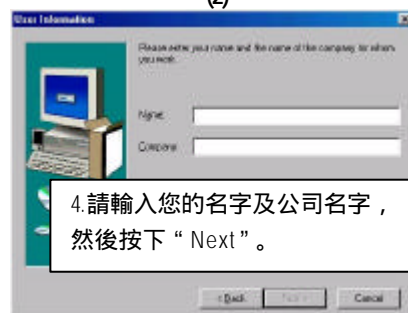 (2)
User Information
Please enter your name and the name of the company for whom
you work.
Name
Company
4.請輸入您的名字及公司名字，
然後按下 “ Next ” 。
< Back
Cancel